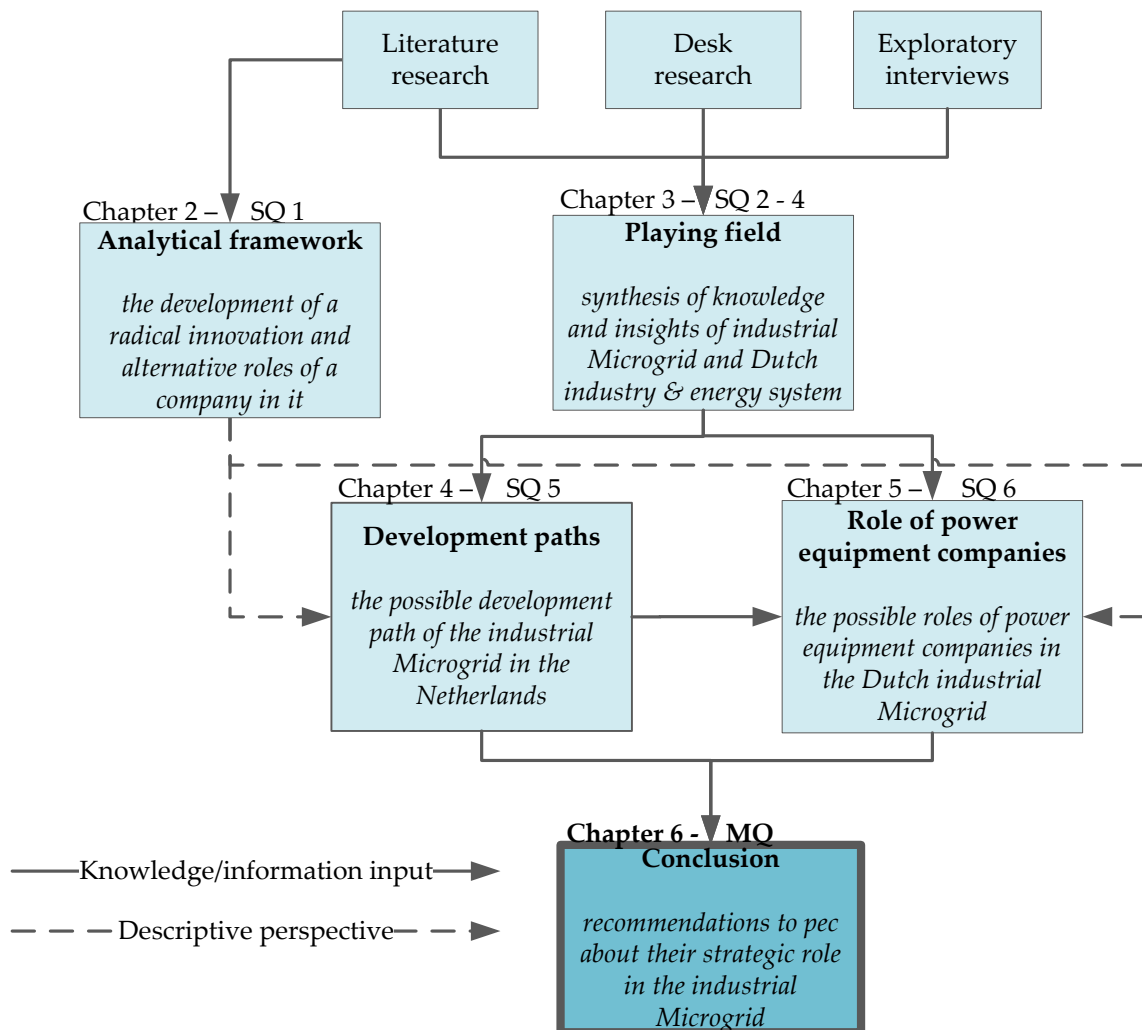 Literature
research
Desk
research
Exploratory
interviews
Chapter 2 – SQ 1
Analytical framework
the development of a
radical innovation and
alternative roles of a
company in it
Chapter 3 – SQ 2 - 4
Playing field
synthesis of knowledge
and insights of industrial
Microgrid and Dutch
industry & energy system
Chapter 4 – SQ 5
Development paths
the possible development
path of the industrial
Microgrid in the
Netherlands
Chapter 5 – SQ 6
Role of power
equipment companies
the possible roles of power
equipment companies in
the Dutch industrial
Microgrid
Chapter 6 - MQ
Conclusion
recommendations to pec
about their strategic role
in the industrial
Microgrid
Knowledge/information input
Descriptive perspective